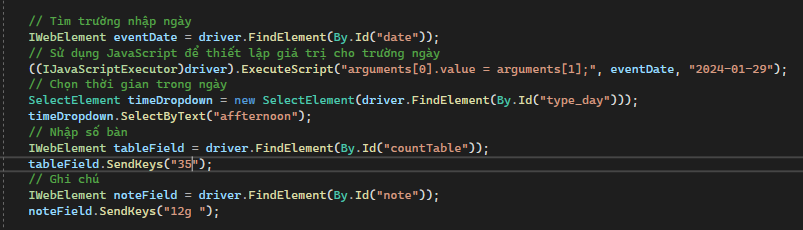 // Tìm trường nhập ngày
IWebElement eventDate = driver.FindElement(By.Id("date"));
// Sử dụng JavaScript để thiết lập giá trị cho trường ngày
((IJavaScriptExecutor)driver).ExecuteScript("arguments[0].value = arguments[1];", eventDate, "2024-01-29");
// Chọn thời gian trong ngày
SelectElement timeDropdown = new SelectElement(driver.FindElement(By.Id("type_day")));
timeDropdown.SelectByText("affternoon");
// Nhập số bàn
IWebElement tableField = driver.FindElement(By.Id("countTable"));
tableField.SendKeys("35");
// Ghi chú
IWebElement noteField = driver.FindElement(By.Id("note"));
noteField.SendKeys("12g ");